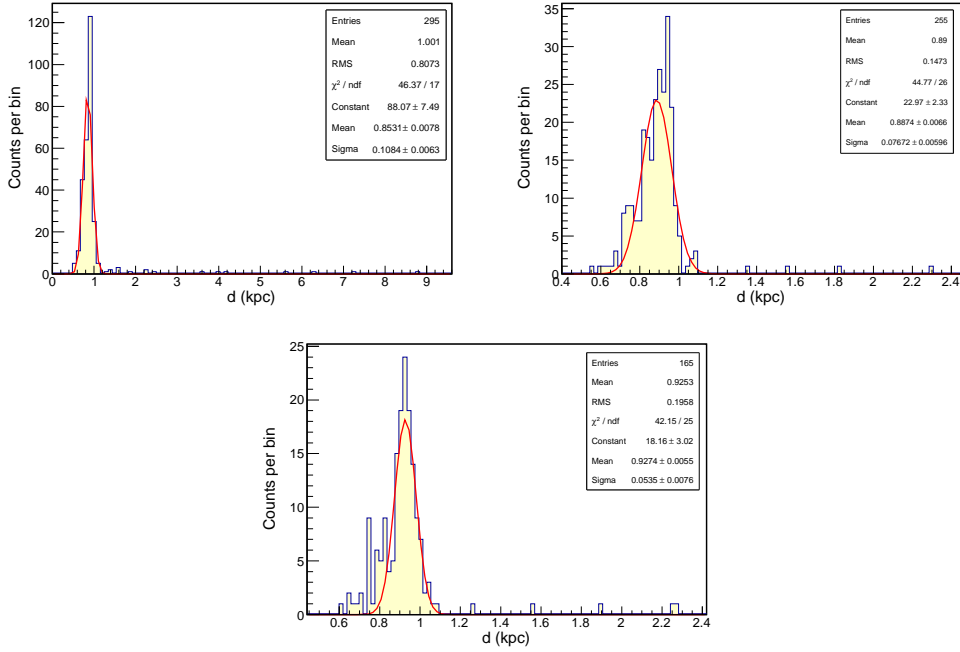 Entries 295
Mean 1.001
RMS 0.8073
χ² / ndf 46.37 / 17
Constant 88.07 ± 7.49
Mean 0.8531 ± 0.0078
Sigma 0.1084 ± 0.0063
Counts per bin
120
100
80
60
40
20
0
0 1 2 3 4 5 6 7 8 9
d (kpc)
Entries 255
Mean 0.89
RMS 0.1473
χ² / ndf 44.77 / 26
Constant 22.97 ± 2.33
Mean 0.8874 ± 0.0066
Sigma 0.07672 ± 0.00596
Counts per bin
35
30
25
20
15
10
5
0
0.4 0.6 0.8 1 1.2 1.4 1.6 1.8 2 2.2 2.4
d (kpc)
Entries 165
Mean 0.9253
RMS 0.1958
χ² / ndf 42.15 / 25
Constant 18.16 ± 3.02
Mean 0.9274 ± 0.0055
Sigma 0.0535 ± 0.0076
Counts per bin
25
20
15
10
5
0
0.6 0.8 1 1.2 1.4 1.6 1.8 2 2.2 2.4
d (kpc)